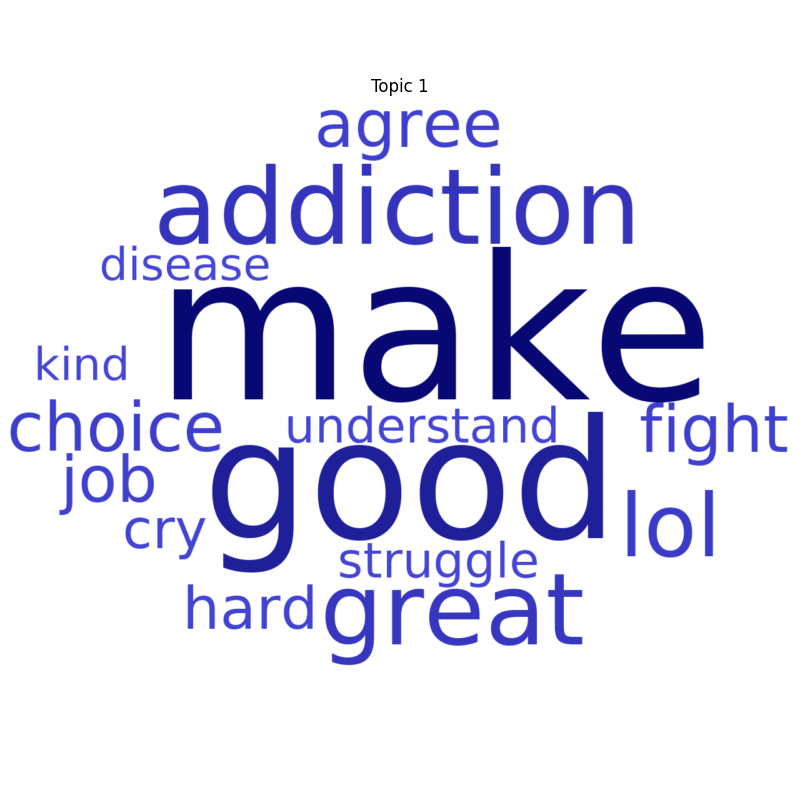 Topic 1
agree
addiction
disease
make
kind
choice
understand
fight
job
good
lol
cry
struggle
hard
great